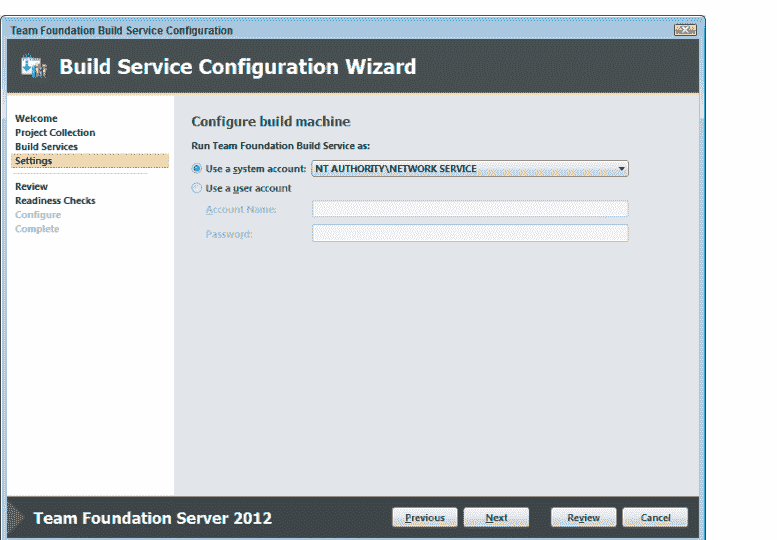 Team Foundation Build Service Configuration
Build Service Configuration Wizard
Welcome
Project Collection
Build Services
Settings
Review
Readiness Checks
Configure
Complete
Configure build machine
Run Team Foundation Build Service as:
Use a system account: NT AUTHORITY\NETWORK SERVICE
Use a user account
Account Name:
Password:
Team Foundation Server 2012
Previous Next Review Cancel